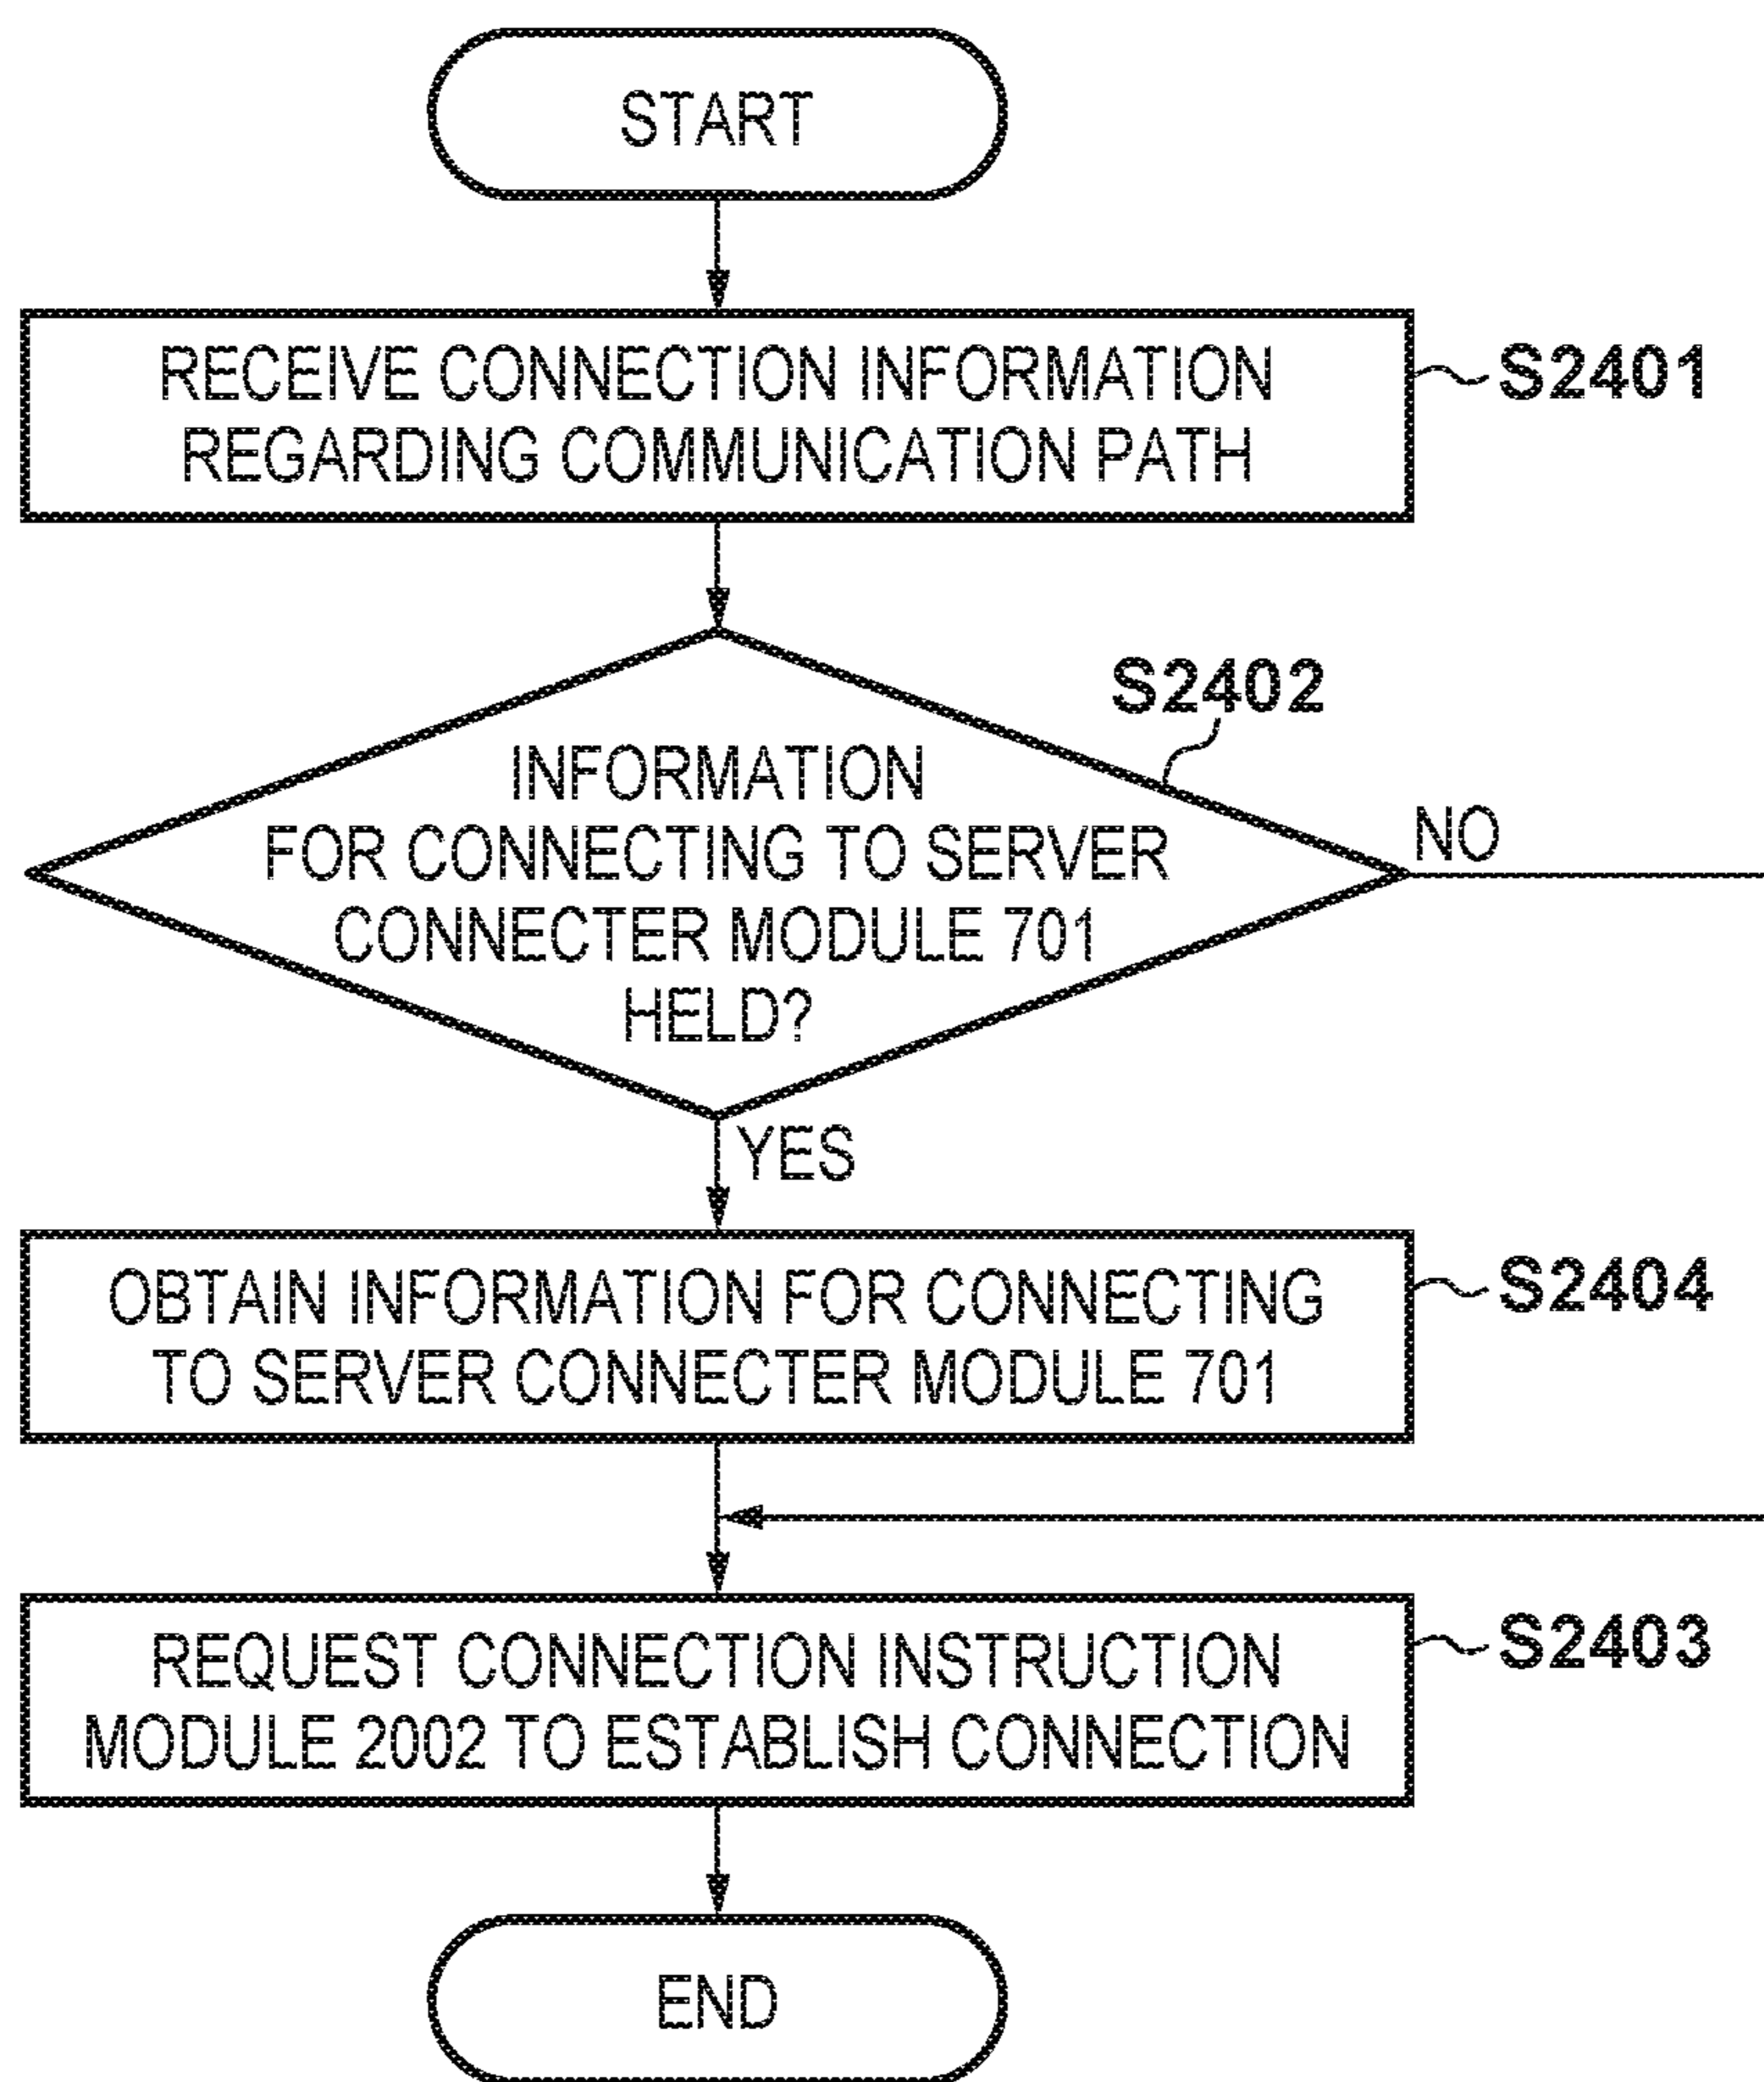 START
RECEIVE CONNECTION INFORMATION
REGARDING COMMUNICATION PATH
S2401
S2402
INFORMATION
FOR CONNECTING TO SERVER
CONNECTER MODULE 701
HELD?
NO
YES
OBTAIN INFORMATION FOR CONNECTING
TO SERVER CONNECTER MODULE 701
S2404
REQUEST CONNECTION INSTRUCTION
MODULE 2002 TO ESTABLISH CONNECTION
S2403
END